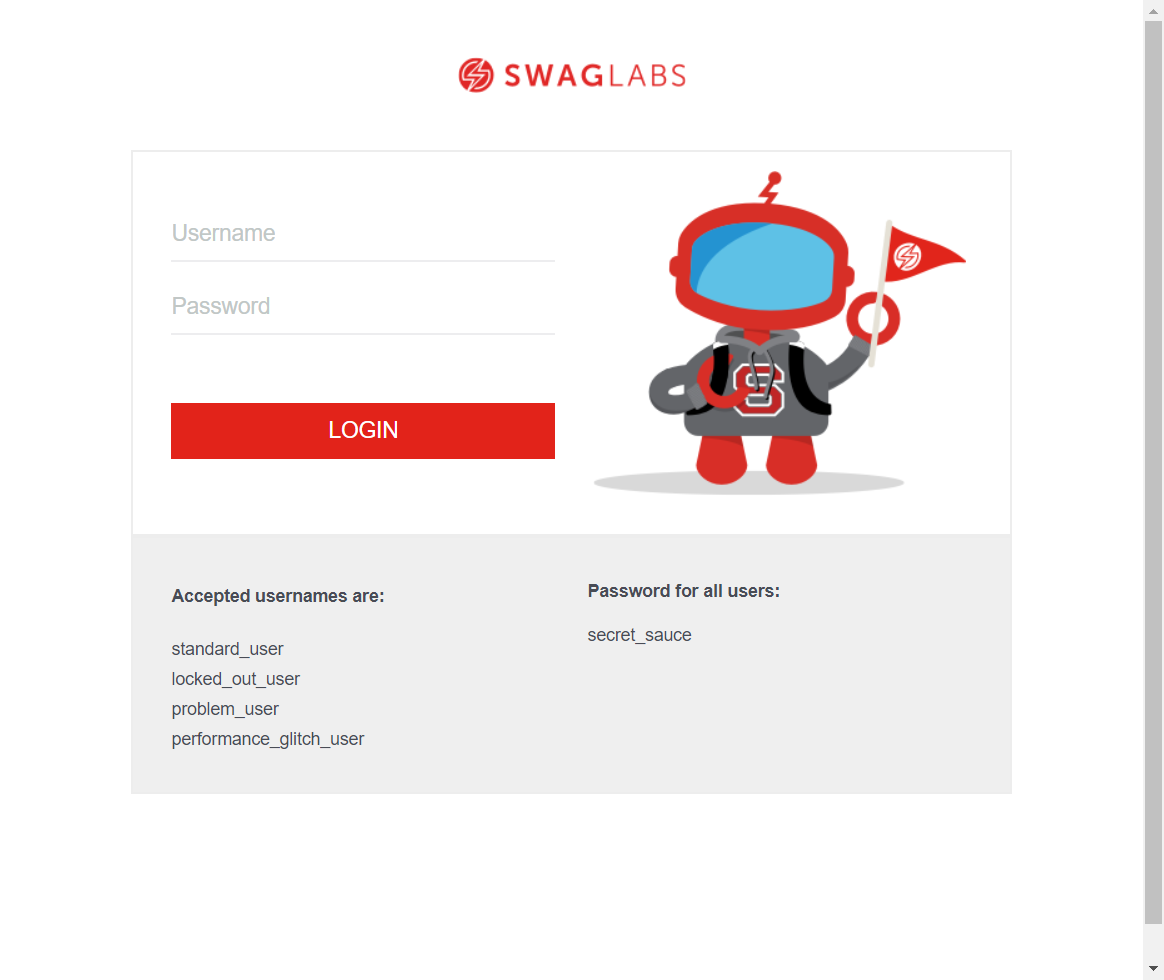 SWAGLABS
Username
Password
LOGIN
S
Accepted usernames are:
standard_user
locked_out_user
problem_user
performance_glitch_user
Password for all users:
secret_sauce